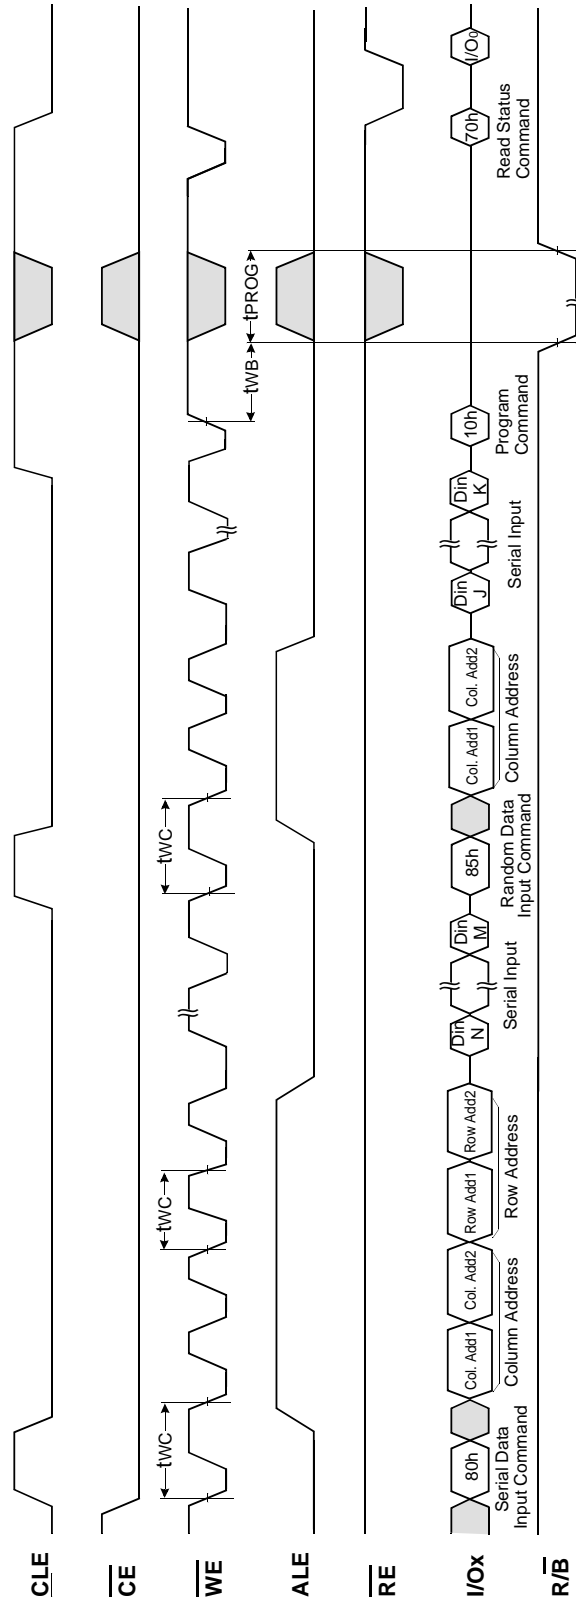 CLE
CE
WE
tWC
tWC
tWC
tWB
tPROG
ALE
RE
I/Ox
80h
Col. Add1
Col. Add2
Row Add1
Row Add2
Din
N
Din
M
85h
Col. Add1
Col. Add2
Din
J
Din
K
10h
70h
I/O0
Serial Data
Input Command
Column Address
Row Address
Serial Input
Random Data
Input Command
Column Address
Serial Input
Program
Command
Read Status
Command
R/B